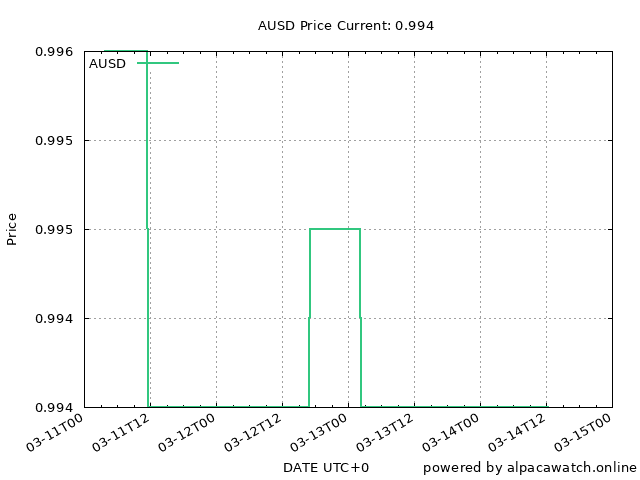 AUSD Price Current: 0.994
0.996
AUSD
0.995
0.995
0.994
0.994
Price
03-11T00
03-11T12
03-12T00
03-12T12
03-13T00
03-13T12
03-14T00
03-14T12
03-15T00
DATE UTC+0
powered by alpacawatch.online